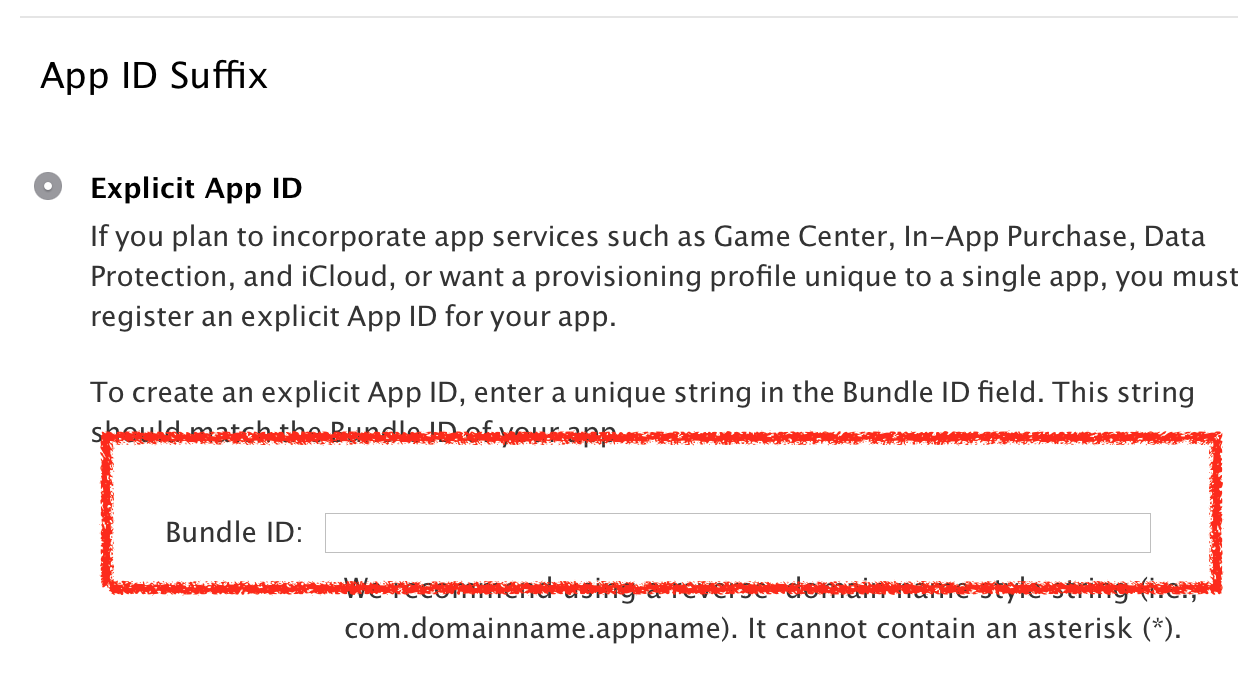 App ID Suffix
Explicit App ID
If you plan to incorporate app services such as Game Center, In-App Purchase, Data
Protection, and iCloud, or want a provisioning profile unique to a single app, you must
register an explicit App ID for your app.
To create an explicit App ID, enter a unique string in the Bundle ID field. This string
should match the Bundle ID of your app.
Bundle ID:
We recommend using a reverse-domain name style string (i.e.,
com.domainname.appname). It cannot contain an asterisk (*).